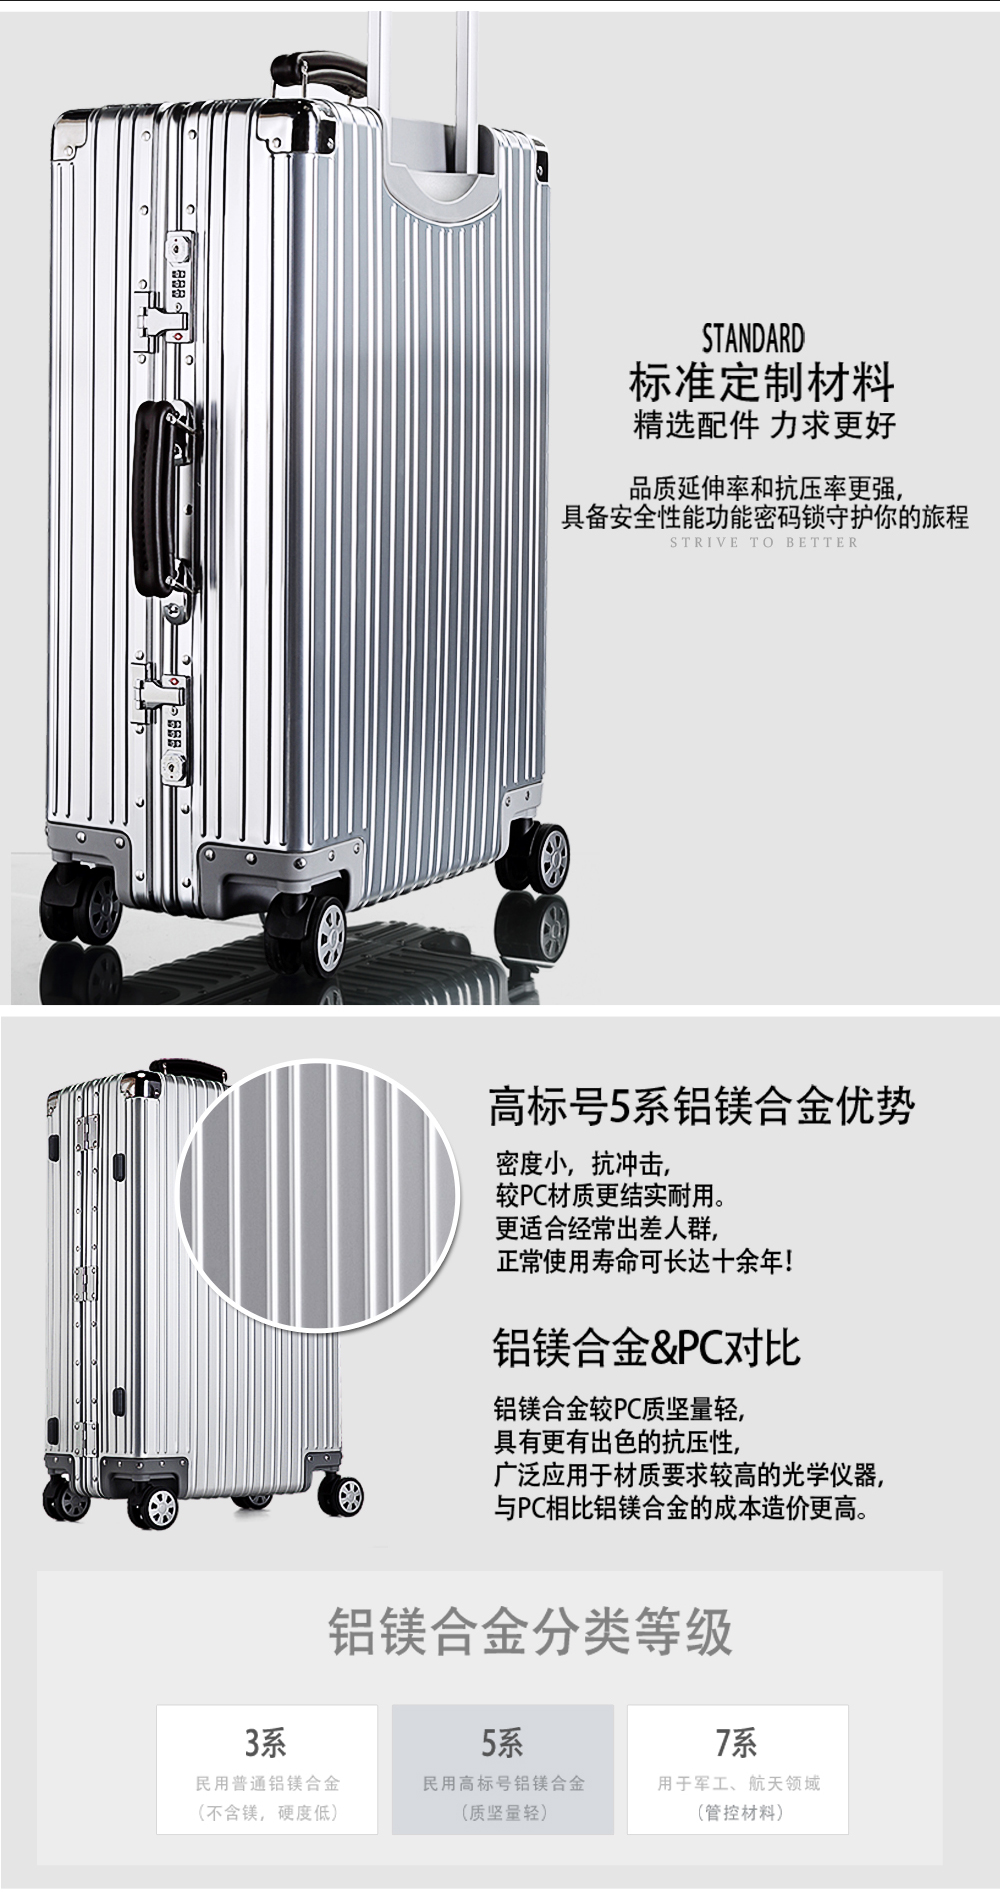 STANDARD
标准定制材料
精选配件 力求更好
品质延伸率和抗压率更强,
具备安全性能功能密码锁守护你的旅程
STRIVE TO BETTER
高标号5系铝镁合金优势
密度小，抗冲击,
较PC材质更结实耐用。
更适合经常出差人群,
正常使用寿命可长达十余年！
铝镁合金&PC对比
铝镁合金较PC质坚量轻,
具有更有出色的抗压性,
广泛应用于材质要求较高的光学仪器,
与PC相比铝镁合金的成本造价更高。
铝镁合金分类等级
3系
民用普通铝镁合金
（不含镁，硬度低）
5系
民用高标号铝镁合金
（质坚量轻）
7系
用于军工、航天领域
（管控材料）